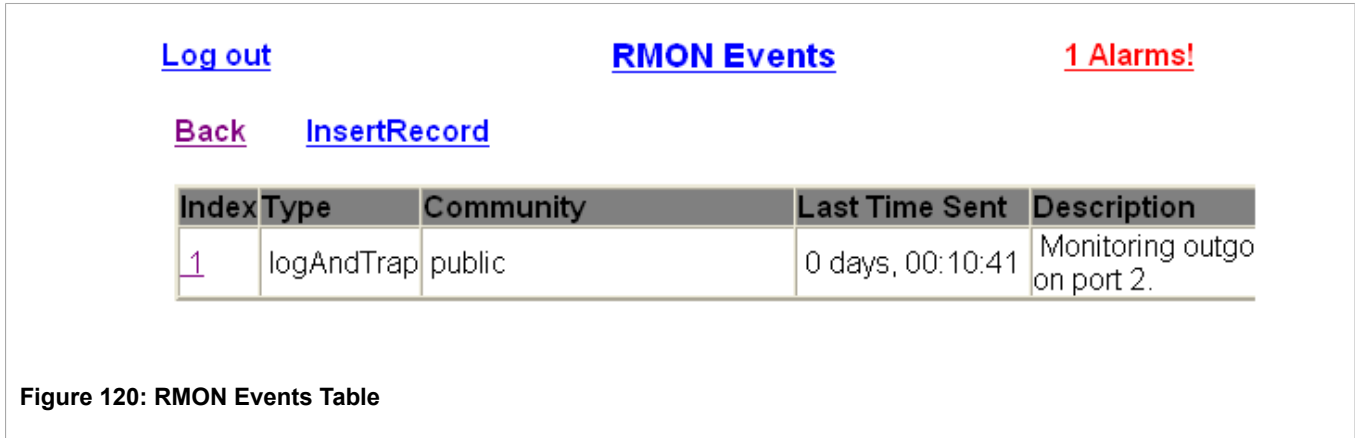 Log out RMON Events 1 Alarms!
Back InsertRecord
Index Type Community Last Time Sent Description
1 logAndTrap public 0 days, 00:10:41 Monitoring outgo
on port 2.
Figure 120: RMON Events Table